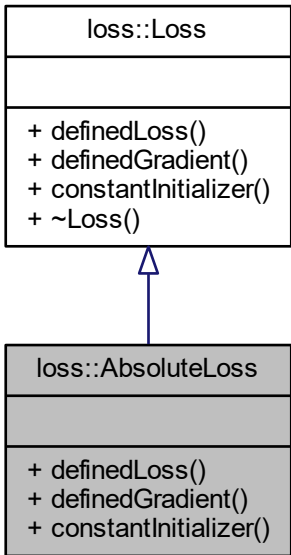 loss::Loss
+ definedLoss()
+ definedGradient()
+ constantInitializer()
+ ~Loss()
loss::AbsoluteLoss
+ definedLoss()
+ definedGradient()
+ constantInitializer()